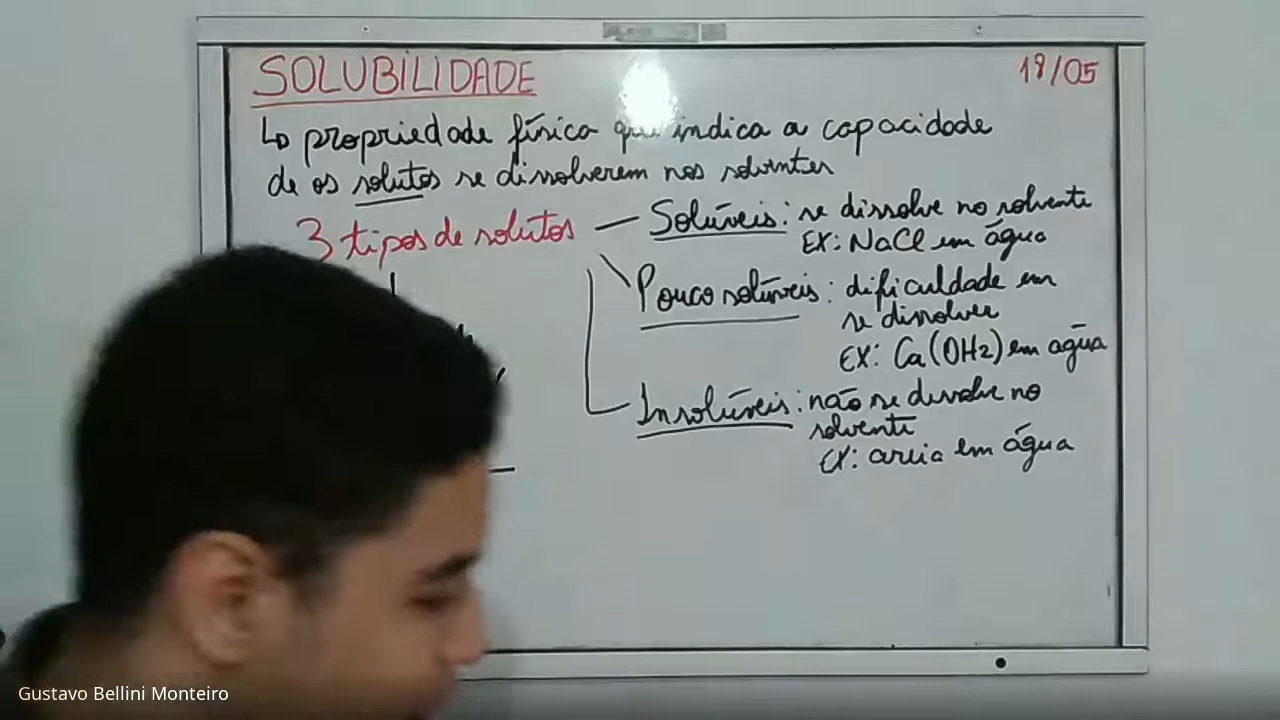 SOLUBILIDADE
18/05
↳ propriedade física que indica a capacidade
de os solutos se dissolverem nos solventes
3 tipos de solutos
Solúveis: se dissolve no solvente
EX: NaCl em água
Pouco solúveis: dificuldade em
se dissolver
EX: Ca(OH2) em água
Insolúveis: não se dissolve no
solvente
EX: areia em água
Gustavo Bellini Monteiro